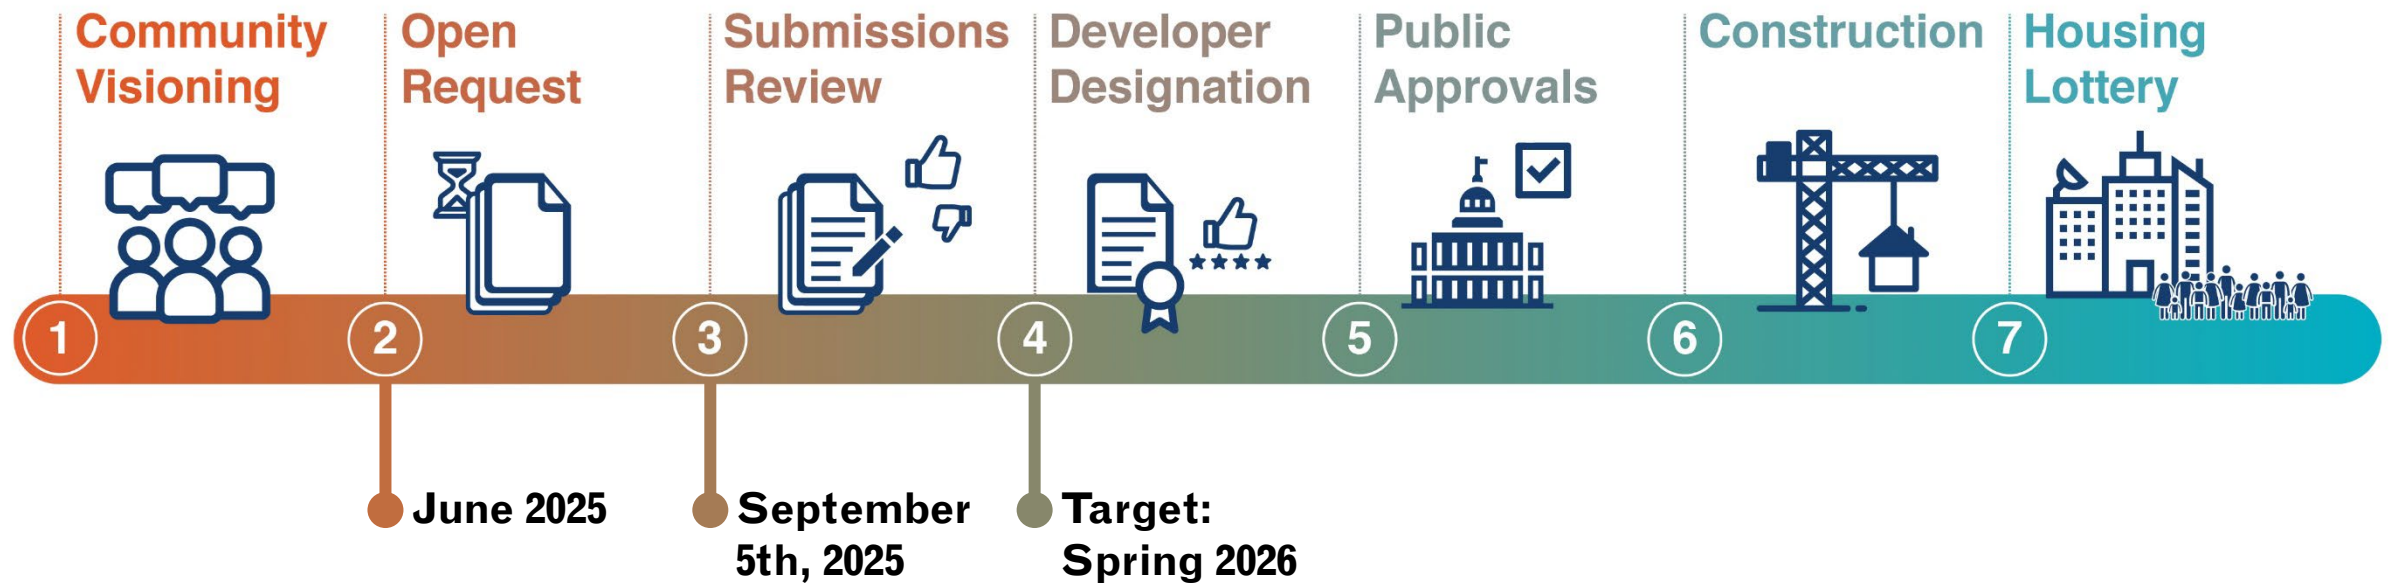 Community
Visioning
Open
Request
Submissions
Review
Developer
Designation
Public
Approvals
Construction
Housing
Lottery
1
2
3
4
5
6
7
June 2025
September
5th, 2025
Target:
Spring 2026